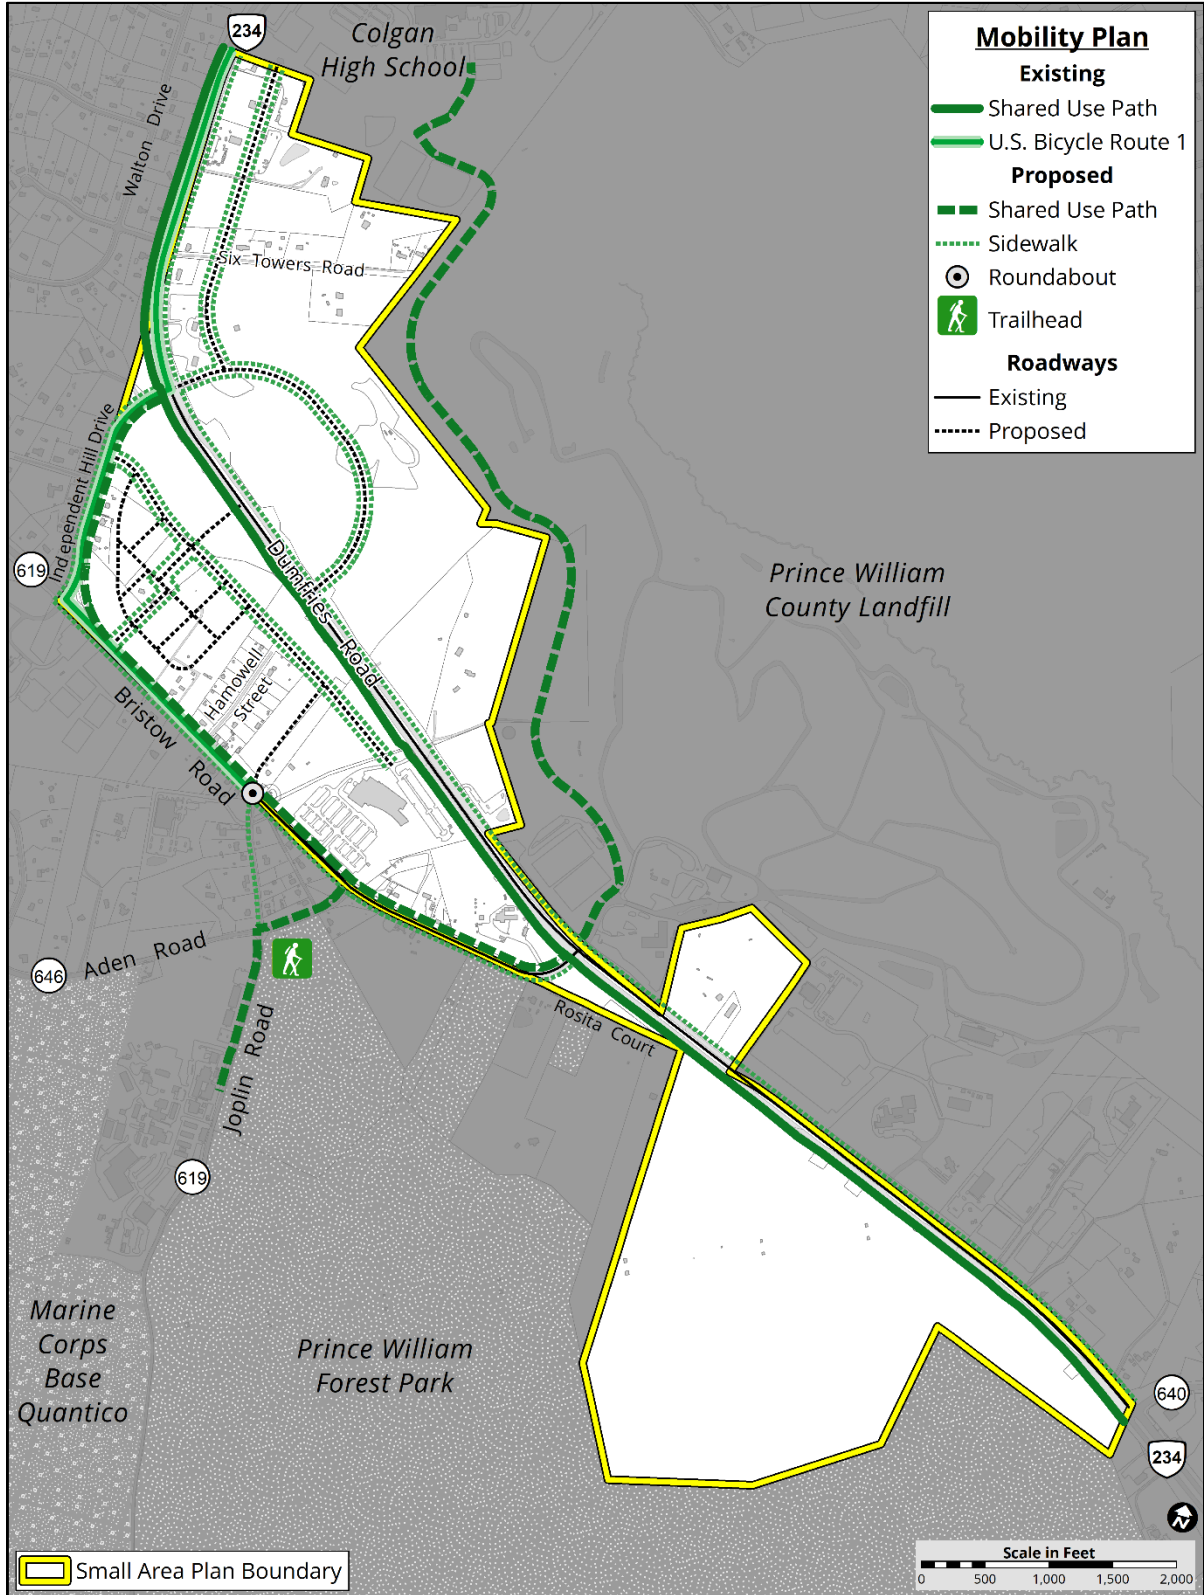 234
Colgan
High School
Mobility Plan
Existing
Shared Use Path
U.S. Bicycle Route 1
Proposed
Shared Use Path
Sidewalk
Roundabout
Trailhead
Roadways
Existing
Proposed
Walton Drive
Six Towers Road
Independent Hill Drive
619
Dumfries Road
Prince William
County Landfill
Hamowell
Street
Bristow Road
Aden Road
646
Joplin Road
Rosita Court
619
Marine
Corps
Base
Quantico
Prince William
Forest Park
640
234
N
Small Area Plan Boundary
Scale in Feet
0 500 1,000 1,500 2,000